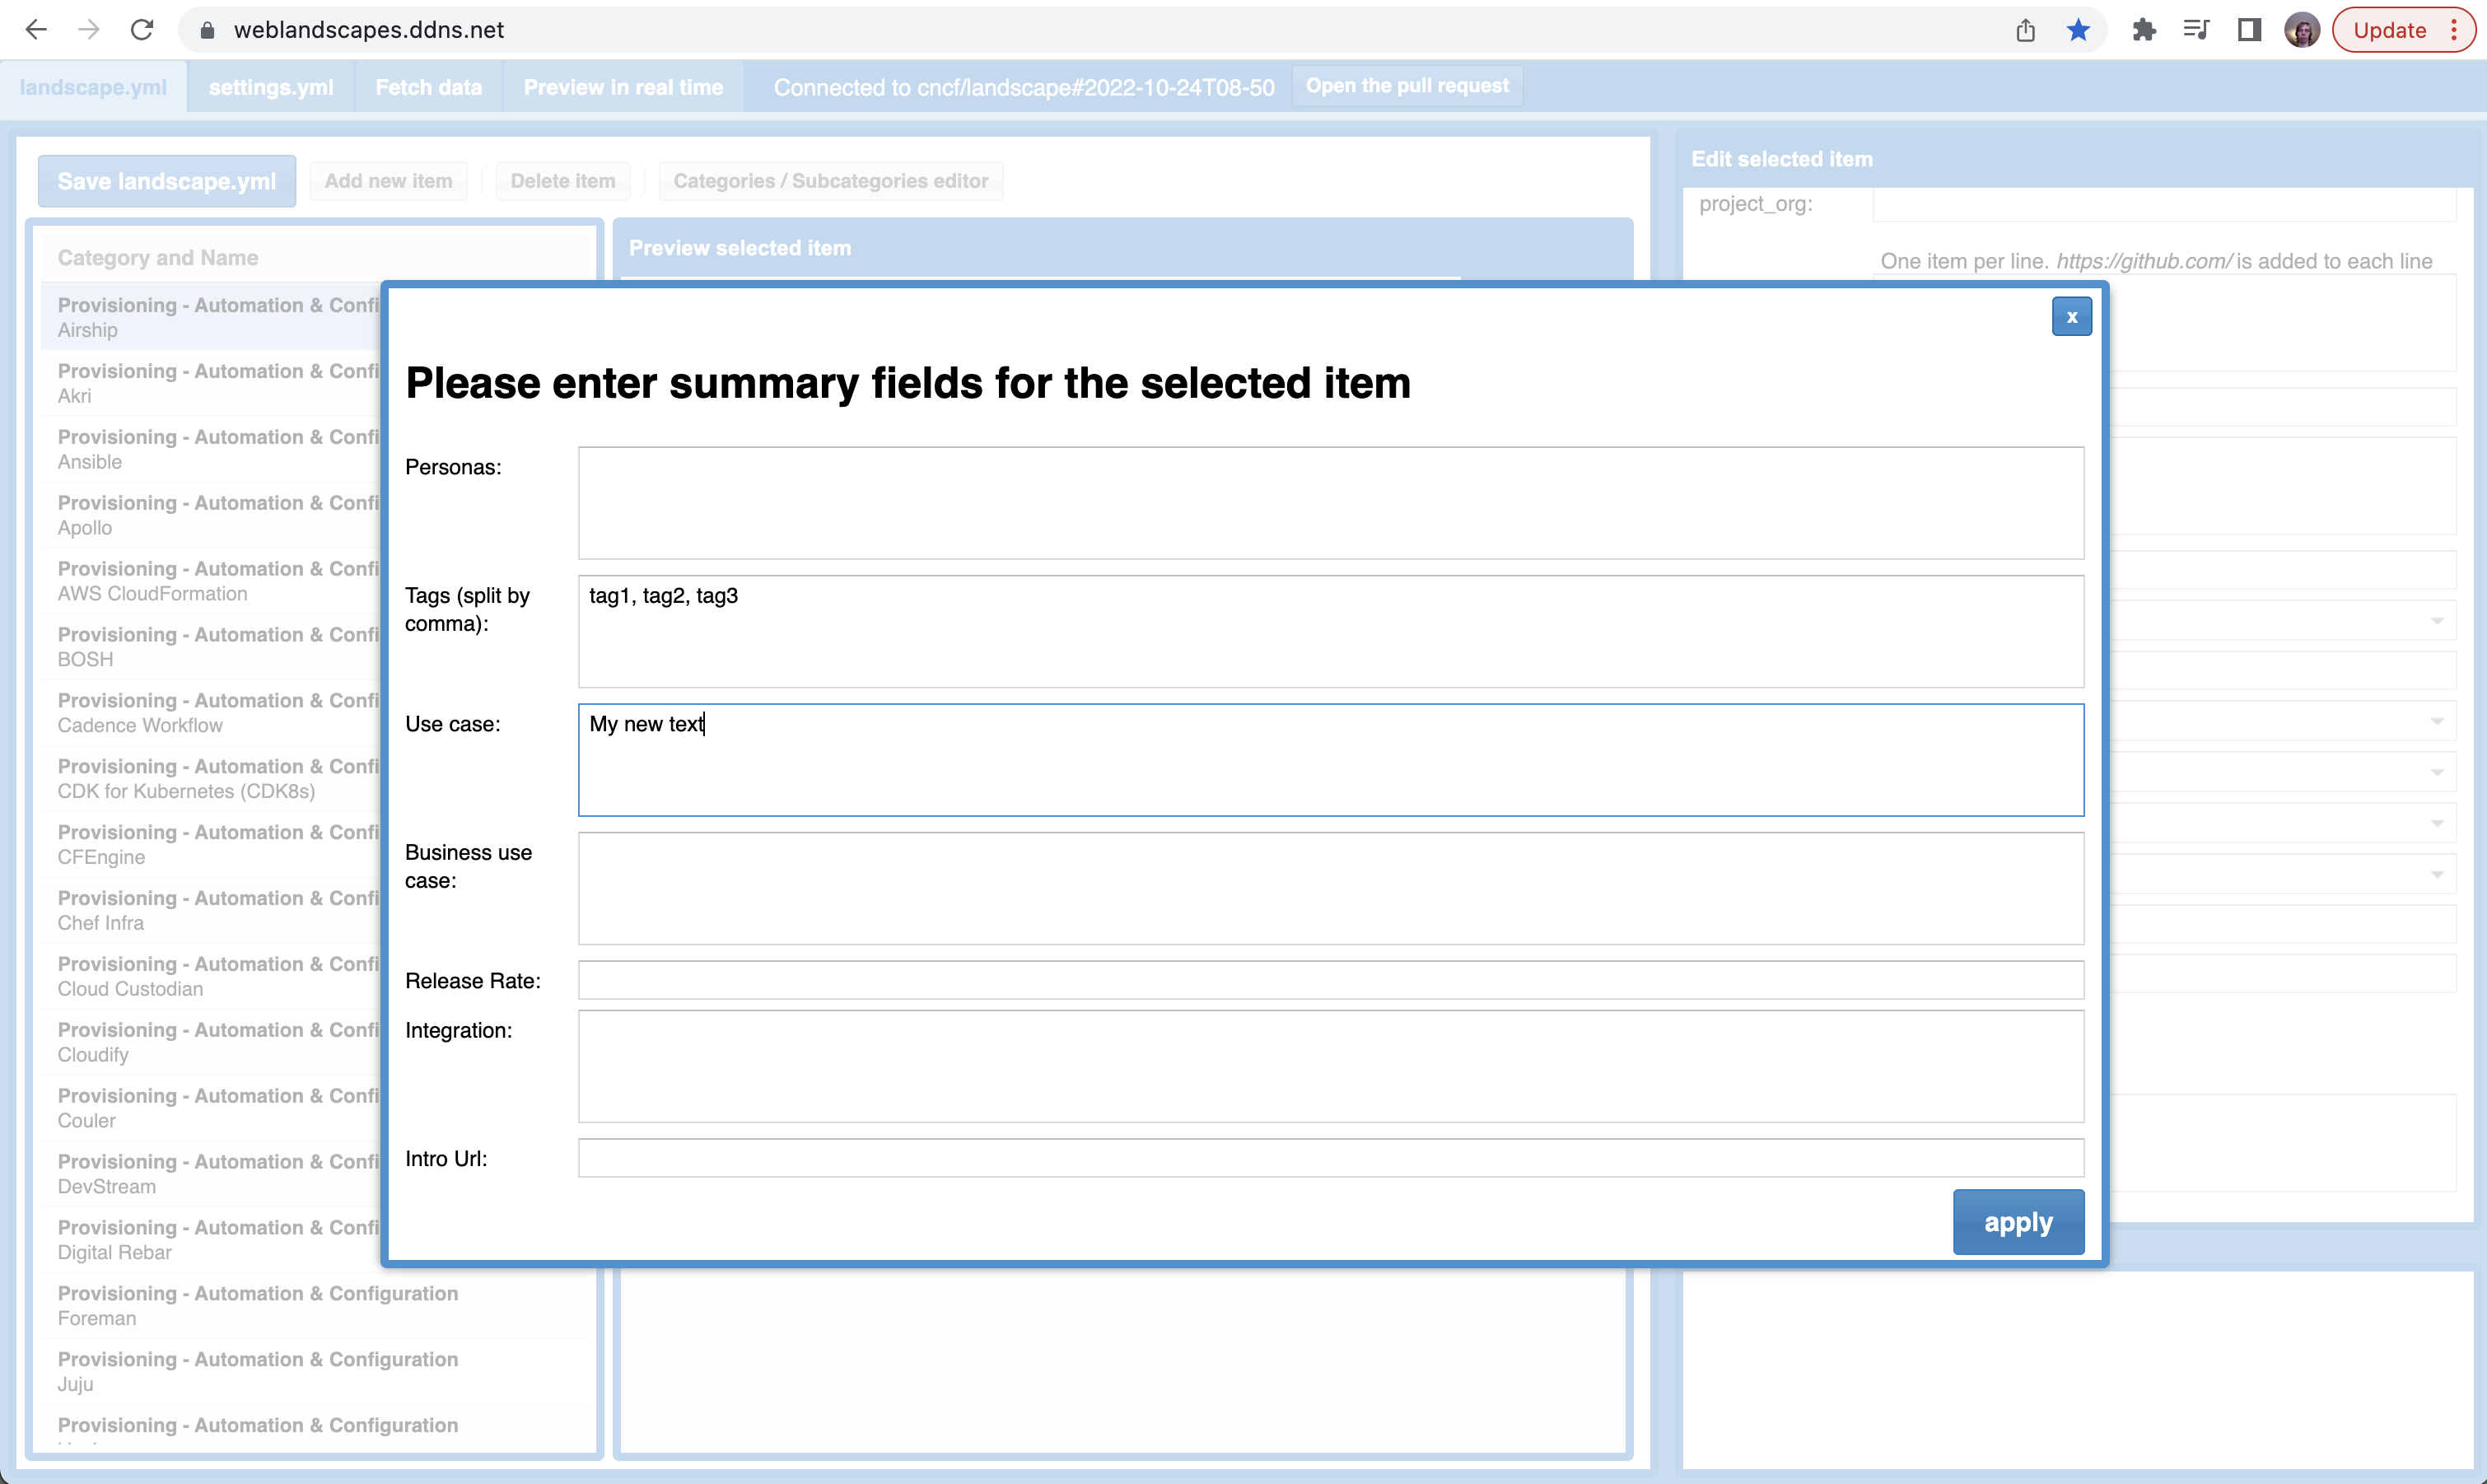 weblandscapes.ddns.net
Update
landscape.yml
settings.yml
Fetch data
Preview in real time
Connected to cncf/landscape#2022-10-24T08-50
Open the pull request
Save landscape.yml
Add new item
Delete item
Categories / Subcategories editor
Edit selected item
project_org:
One item per line. https://github.com/ is added to each line
Category and Name
Preview selected item
Provisioning - Automation & Confi
Airship
Provisioning - Automation & Confi
Akri
Provisioning - Automation & Confi
Ansible
Provisioning - Automation & Confi
Apollo
Provisioning - Automation & Confi
AWS CloudFormation
Provisioning - Automation & Confi
BOSH
Provisioning - Automation & Confi
Cadence Workflow
Provisioning - Automation & Confi
CDK for Kubernetes (CDK8s)
Provisioning - Automation & Confi
CFEngine
Provisioning - Automation & Confi
Chef Infra
Provisioning - Automation & Confi
Cloud Custodian
Provisioning - Automation & Confi
Cloudify
Provisioning - Automation & Confi
Couler
Provisioning - Automation & Confi
DevStream
Provisioning - Automation & Confi
Digital Rebar
Provisioning - Automation & Configuration
Foreman
Provisioning - Automation & Configuration
Juju
Provisioning - Automation & Configuration
x
Please enter summary fields for the selected item
Personas:
Tags (split by
comma):
tag1, tag2, tag3
Use case:
My new text
Business use
case:
Release Rate:
Integration:
Intro Url:
apply